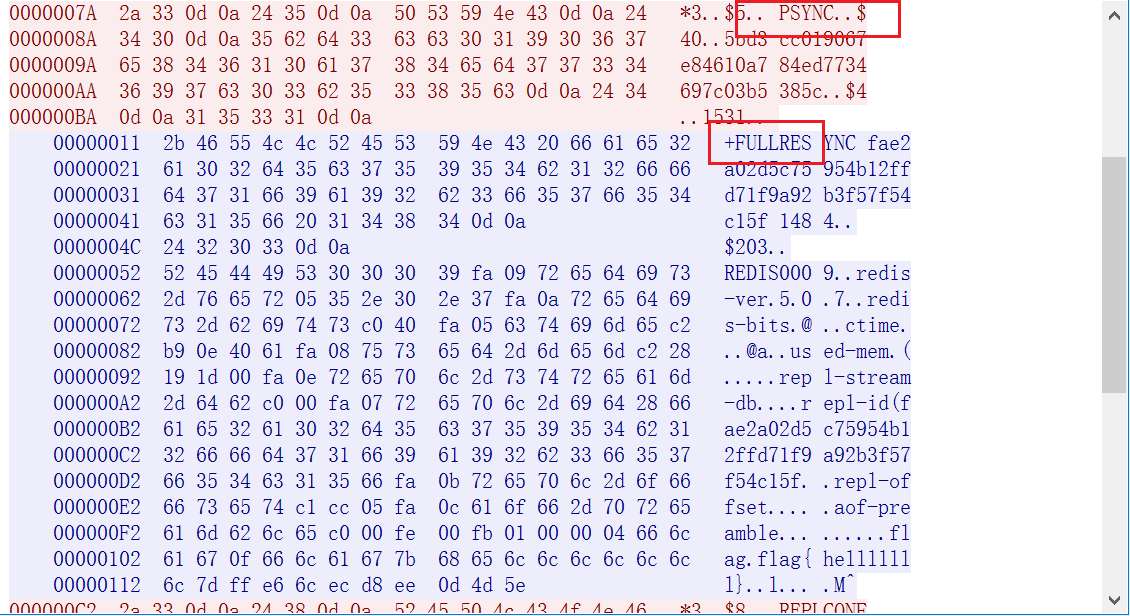 0000007A 2a 33 0d 0a 24 35 0d 0a 50 53 59 4e 43 0d 0a 24 *3..$5.. PSYNC..$
0000008A 34 30 0d 0a 35 62 64 33 63 63 30 31 39 30 36 37 40..5bd3 cc019067
0000009A 65 38 34 36 31 30 61 37 38 34 65 64 37 37 33 34 e84610a7 84ed7734
000000AA 36 39 37 63 30 33 62 35 33 38 35 63 0d 0a 24 34 697c03b5 385c..$4
000000BA 0d 0a 31 35 33 31 0d 0a ..1531..
00000011 2b 46 55 4c 4c 52 45 53 59 4e 43 20 66 61 65 32 +FULLRES YNC fae2
00000021 61 30 32 64 35 63 37 35 39 35 34 62 31 32 66 66 a02d5c75 954b12ff
00000031 64 37 31 66 39 61 39 32 62 33 66 35 37 66 35 34 d71f9a92 b3f57f54
00000041 63 31 35 66 20 31 34 38 34 0d 0a c15f 148 4..
0000004C 24 32 30 33 0d 0a $203..
00000052 52 45 44 49 53 30 30 30 39 fa 09 72 65 64 69 73 REDIS000 9..redis
00000062 2d 76 65 72 05 35 2e 30 2e 37 fa 0a 72 65 64 69 -ver.5.0 .7..redi
00000072 73 2d 62 69 74 73 c0 40 fa 05 63 74 69 6d 65 c2 s-bits.@ ..ctime.
00000082 b9 0e 40 61 fa 08 75 73 65 64 2d 6d 65 6d c2 28 ..@a..us ed-mem.(
00000092 19 1d 00 fa 0e 72 65 70 6c 2d 73 74 72 65 61 6d .....rep l-stream
000000A2 2d 64 62 c0 00 fa 07 72 65 70 6c 2d 69 64 28 66 -db....r epl-id(f
000000B2 61 65 32 61 30 32 64 35 63 37 35 39 35 34 62 31 ae2a02d5 c75954b1
000000C2 32 66 66 64 37 31 66 39 61 39 32 62 33 66 35 37 2ffd71f9 a92b3f57
000000D2 66 35 34 63 31 35 66 fa 0b 72 65 70 6c 2d 6f 66 f54c15f. .repl-of
000000E2 66 73 65 74 c1 cc 05 fa 0c 61 6f 66 2d 70 72 65 fset.... .aof-pre
000000F2 61 6d 62 6c 65 c0 00 fe 00 fb 01 00 00 04 66 6c amble... ......fl
00000102 61 67 0f 66 6c 61 67 7b 68 65 6c 6c 6c 6c 6c 6c ag.flag{ hellllll
00000112 6c 7d ff e6 6c ec d8 ee 0d 4d 5e l}..l... .M^
000000C2 2a 33 0d 0a 24 38 0d 0a 52 45 50 4c 43 4f 4e 46 *3..$8.. REPLCONF